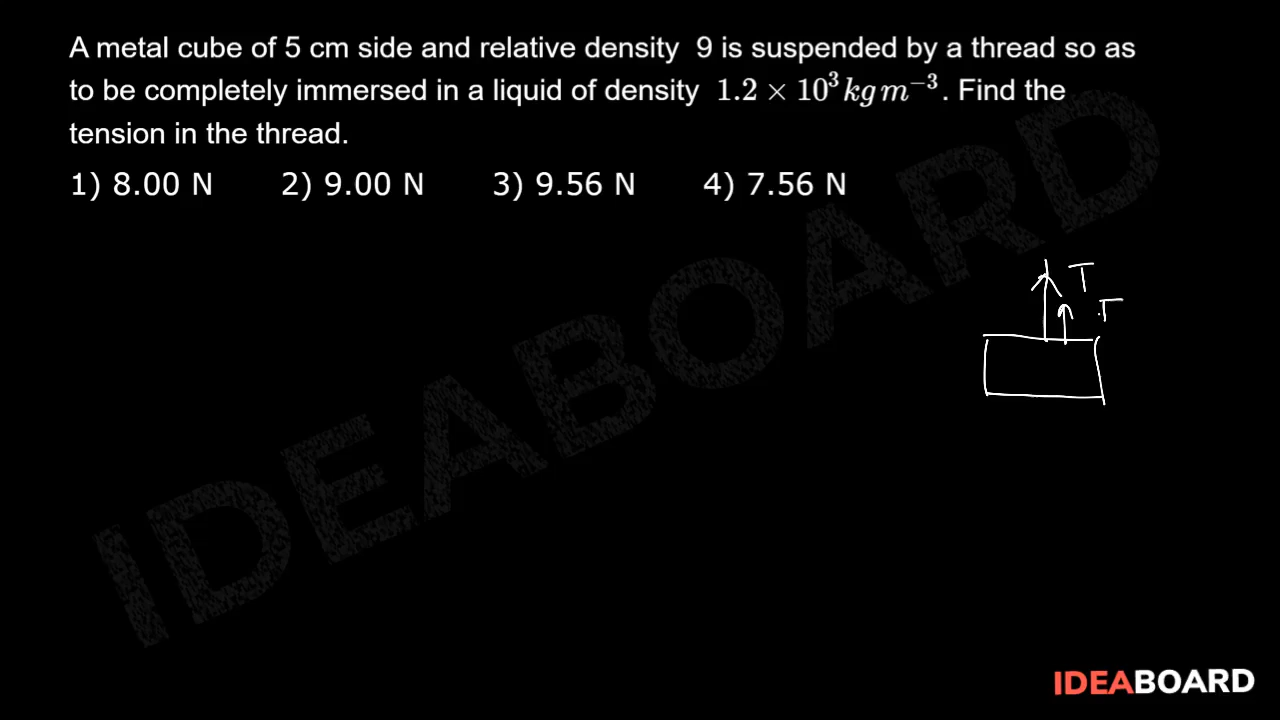 A metal cube of 5 cm side and relative density 9 is suspended by a thread so as
to be completely immersed in a liquid of density 1.2 × 10³ kg m⁻³. Find the
tension in the thread.
1) 8.00 N 2) 9.00 N 3) 9.56 N 4) 7.56 N
T
F
IDEABOARD
IDEABOARD